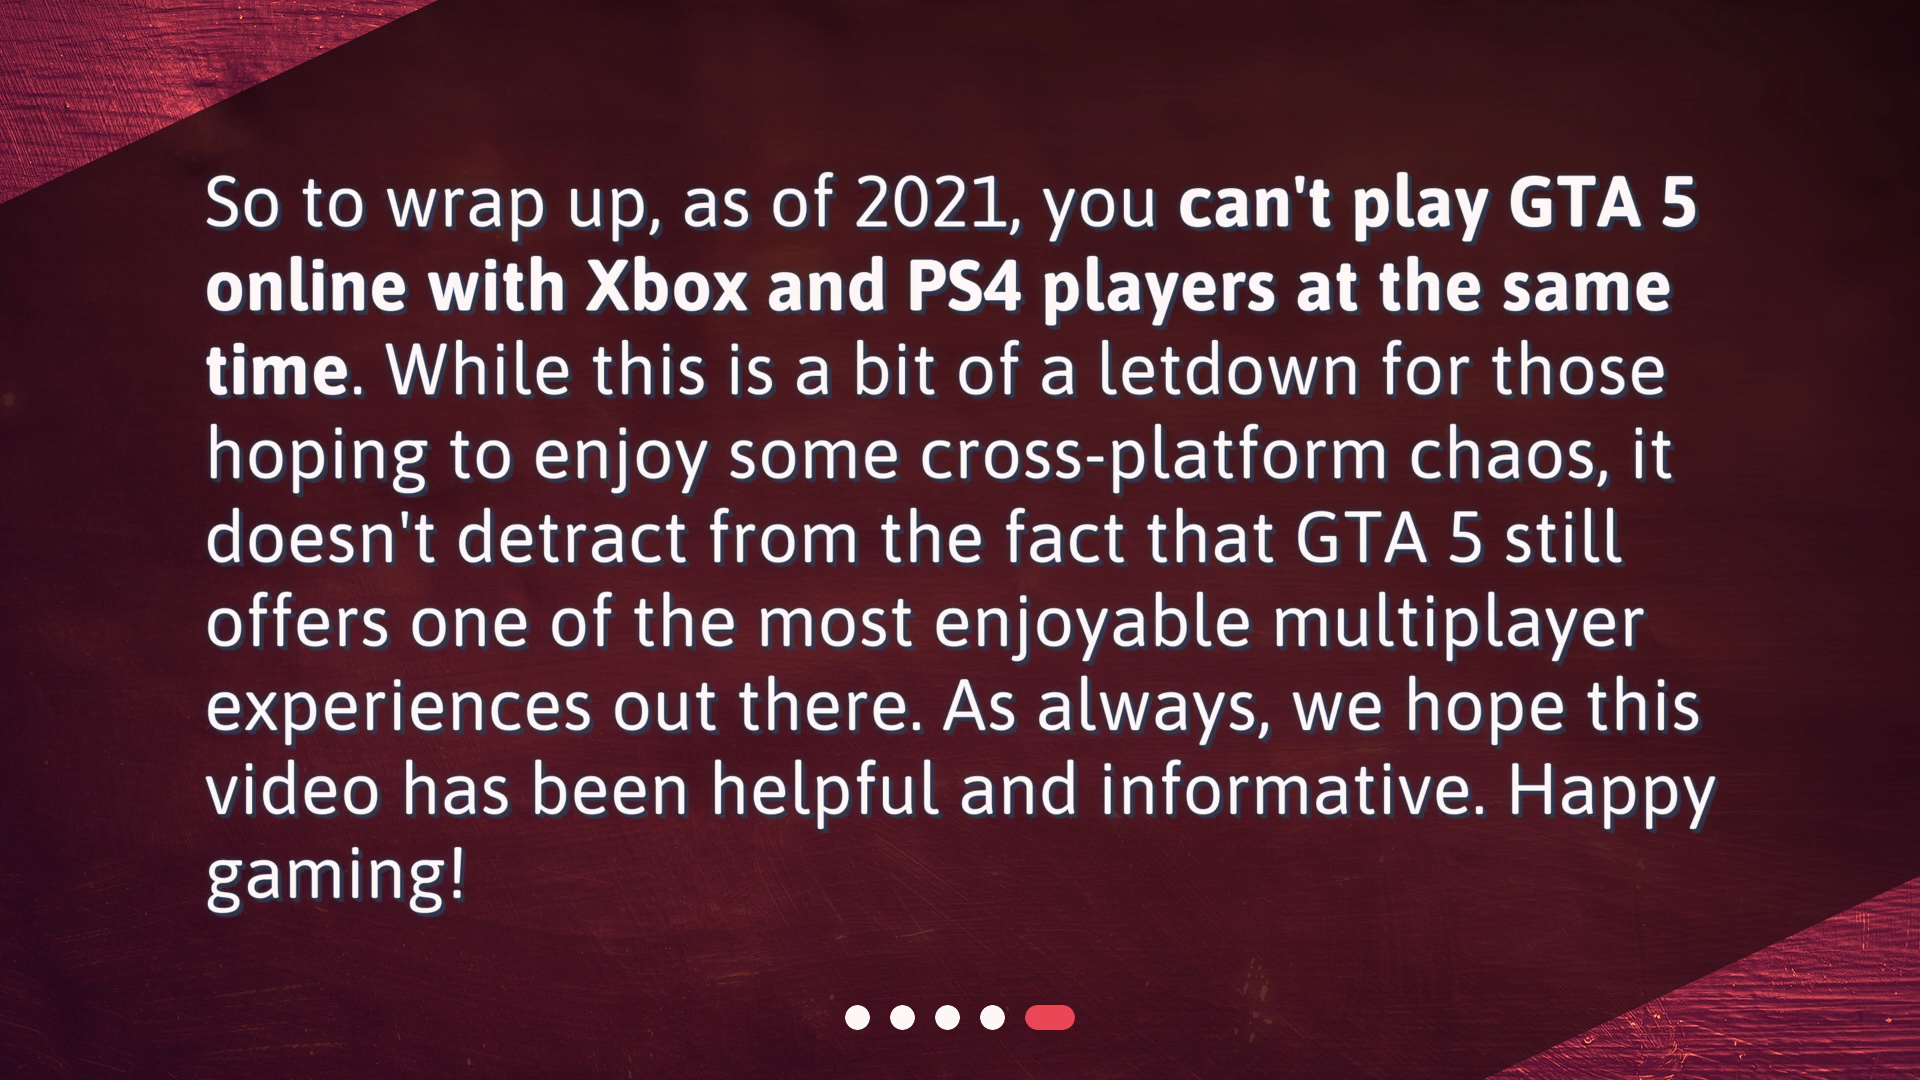 So to wrap up, as of 2021, you can't play GTA 5
online with Xbox and PS4 players at the same
time. While this is a bit of a letdown for those
hoping to enjoy some cross-platform chaos, it
doesn't detract from the fact that GTA 5 still
offers one of the most enjoyable multiplayer
experiences out there. As always, we hope this
video has been helpful and informative. Happy
gaming!